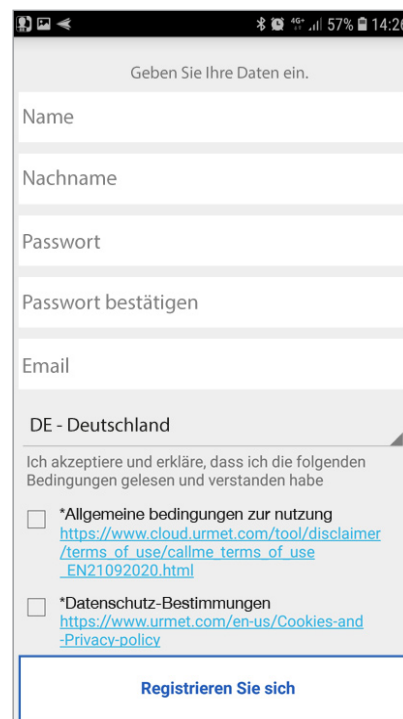 4G+ 57% 14:26
Geben Sie Ihre Daten ein.
Name
Nachname
Passwort
Passwort bestätigen
Email
DE - Deutschland
Ich akzeptiere und erkläre, dass ich die folgenden
Bedingungen gelesen und verstanden habe
*Allgemeine bedingungen zur nutzung
https://www.cloud.urmet.com/tool/disclaimer
/terms_of_use/callme_terms_of_use
_EN21092020.html
*Datenschutz-Bestimmungen
https://www.urmet.com/en-us/Cookies-and
-Privacy-policy
Registrieren Sie sich